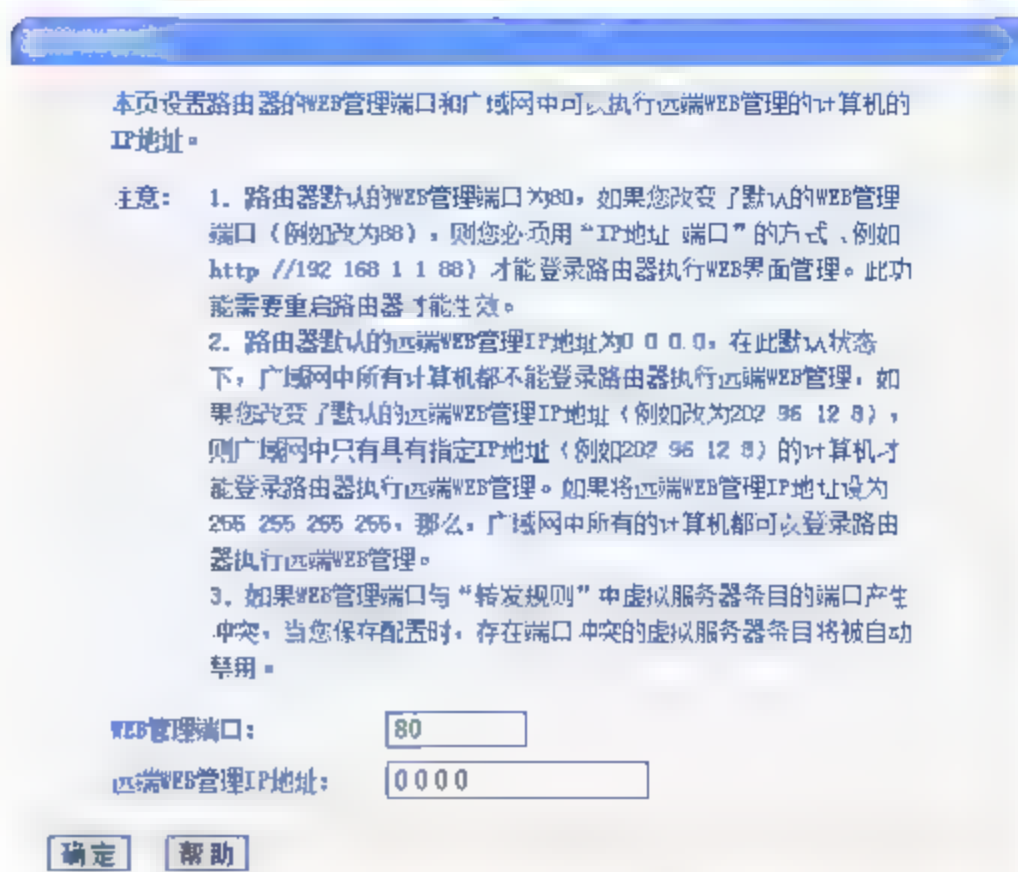 本页设置路由器的WEB管理端口和广域网中可以执行远端WEB管理的计算机的
IP地址。
注意: 1. 路由器默认的WEB管理端口为80,如果您改变了默认的WEB管理
端口(例如改为88),则您必须用“IP地址 端口”的方式(例如
http //192 168 1 1 88)才能登录路由器执行WEB界面管理。此功
能需要重启路由器才能生效。
2. 路由器默认的远端WEB管理IP地址为0 0 0.0,在此默认状态
下,广域网中所有计算机都不能登录路由器执行远端WEB管理,如
果您改变了默认的远端WEB管理IP地址(例如改为202 96 12 8),
则广域网中只有具有指定IP地址(例如202 96 12 8)的计算机才
能登录路由器执行远端WEB管理。如果将远端WEB管理IP地址设为
255 255 255 255,那么,广域网中所有的计算机都可以登录路由
器执行远端WEB管理。
3. 如果WEB管理端口与“转发规则”中虚拟服务器条目的端口产生
冲突,当您保存配置时,存在端口冲突的虚拟服务器条目将被自动
禁用。
WEB管理端口: 80
远端WEB管理IP地址: 0 0 0 0
确定 帮助